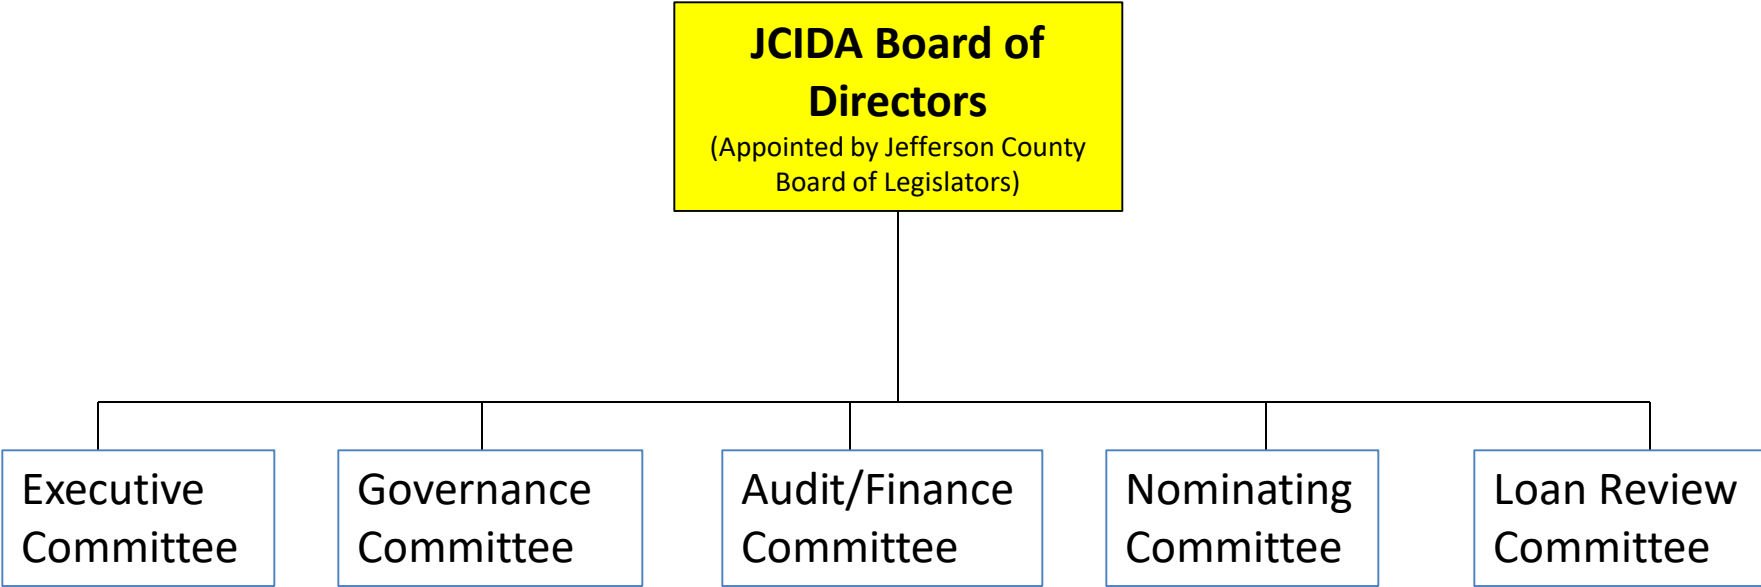 JCIDA Board of
Directors
(Appointed by Jefferson County
Board of Legislators)
Executive
Committee
Governance
Committee
Audit/Finance
Committee
Nominating
Committee
Loan Review
Committee